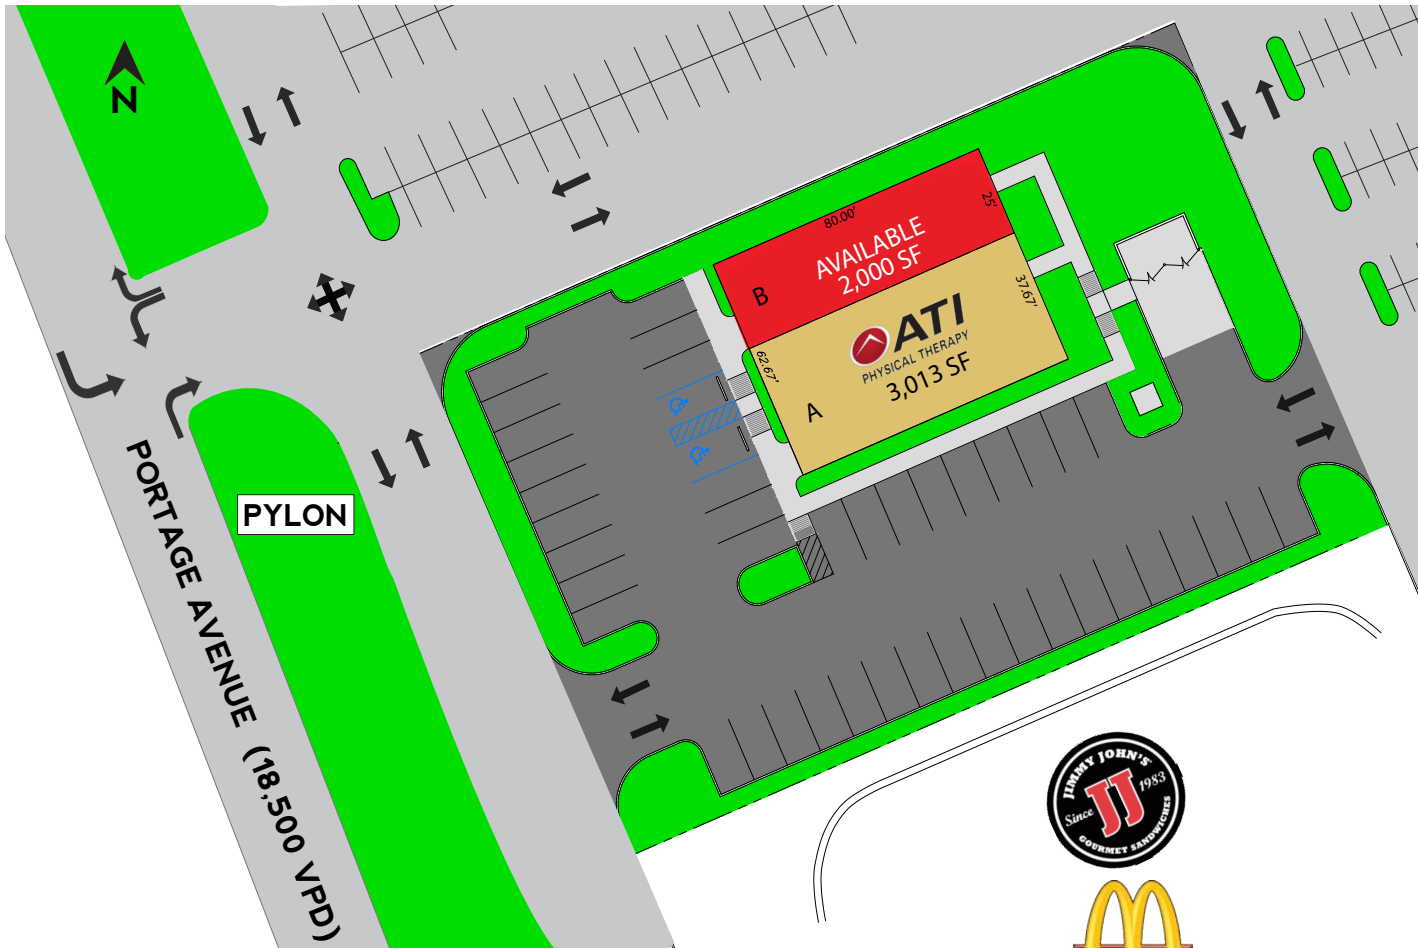 N
80.00'
25'
AVAILABLE
2,000 SF
B
37.67'
62.67'
ATI
PHYSICAL THERAPY
3,013 SF
A
PYLON
PORTAGE AVENUE (18,500 VPD)
JIMMY JOHN'S
Since JJ 1983
GOURMET SANDWICHES